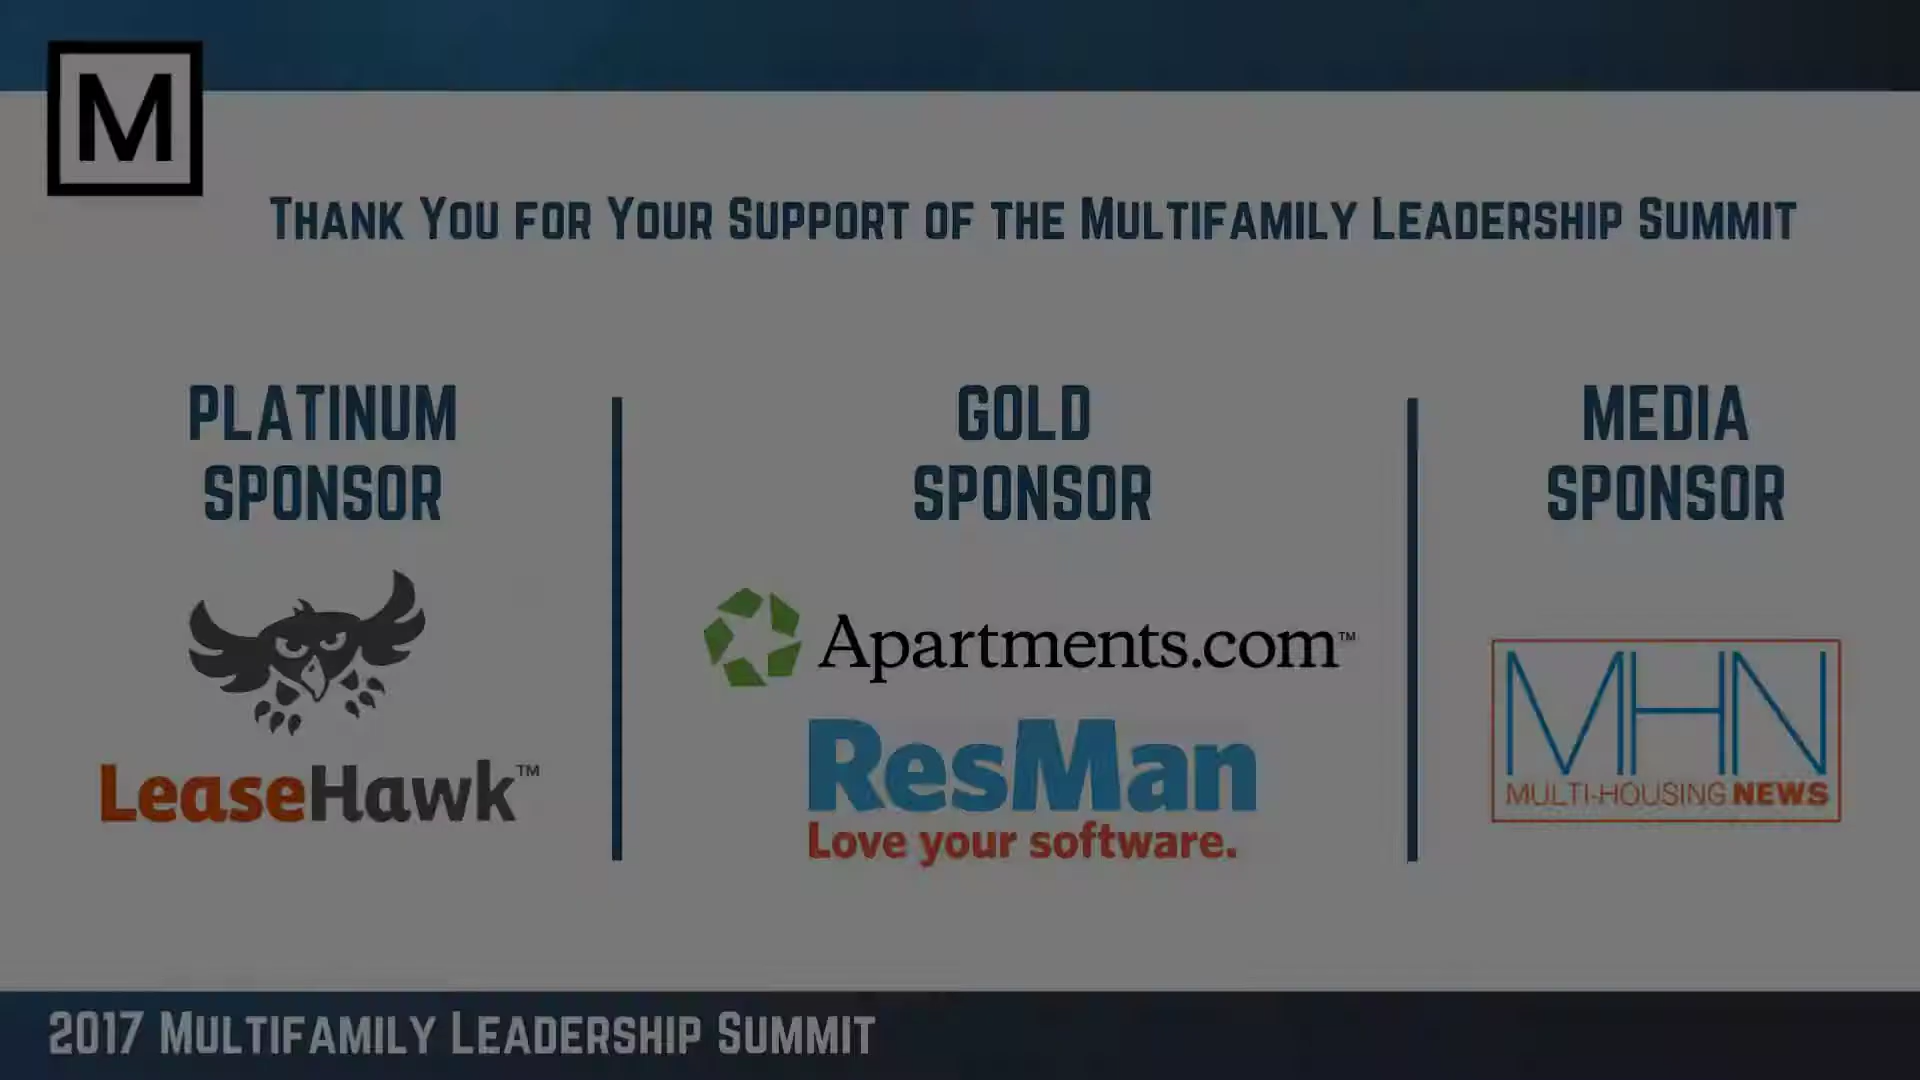 M
THANK YOU FOR YOUR SUPPORT OF THE MULTIFAMILY LEADERSHIP SUMMIT
PLATINUM
SPONSOR
LeaseHawk™
GOLD
SPONSOR
Apartments.com™
ResMan
Love your software.
MEDIA
SPONSOR
MHN
MULTI-HOUSING NEWS
2017 MULTIFAMILY LEADERSHIP SUMMIT